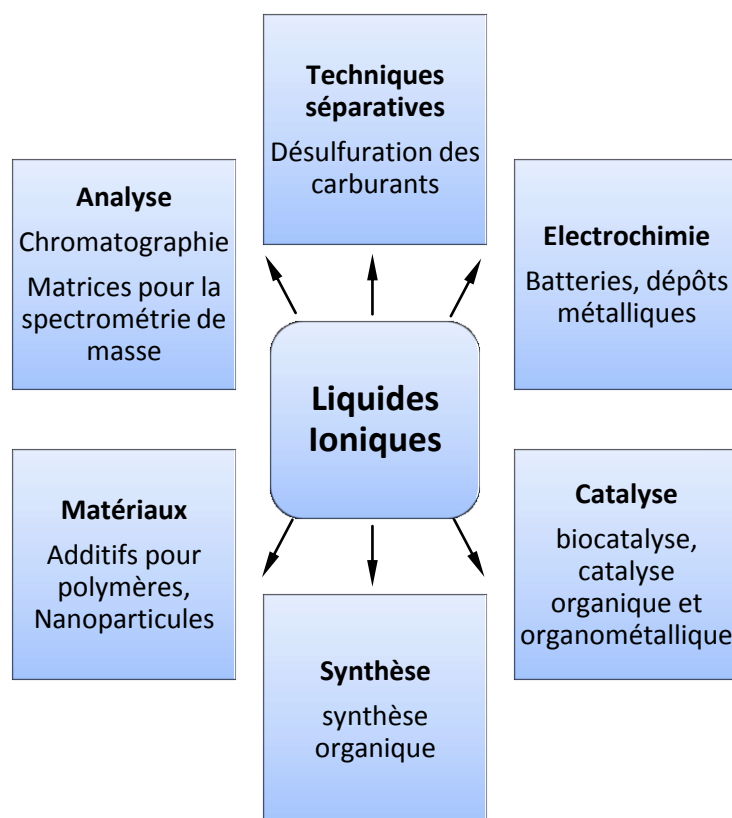 Techniques
séparatives
Désulfuration des
carburants
Analyse
Chromatographie
Matrices pour la
spectrométrie de
masse
Electrochimie
Batteries, dépôts
métalliques
Liquides
Ioniques
Matériaux
Additifs pour
polymères,
Nanoparticules
Catalyse
biocatalyse,
catalyse
organique et
organométallique
Synthèse
synthèse
organique